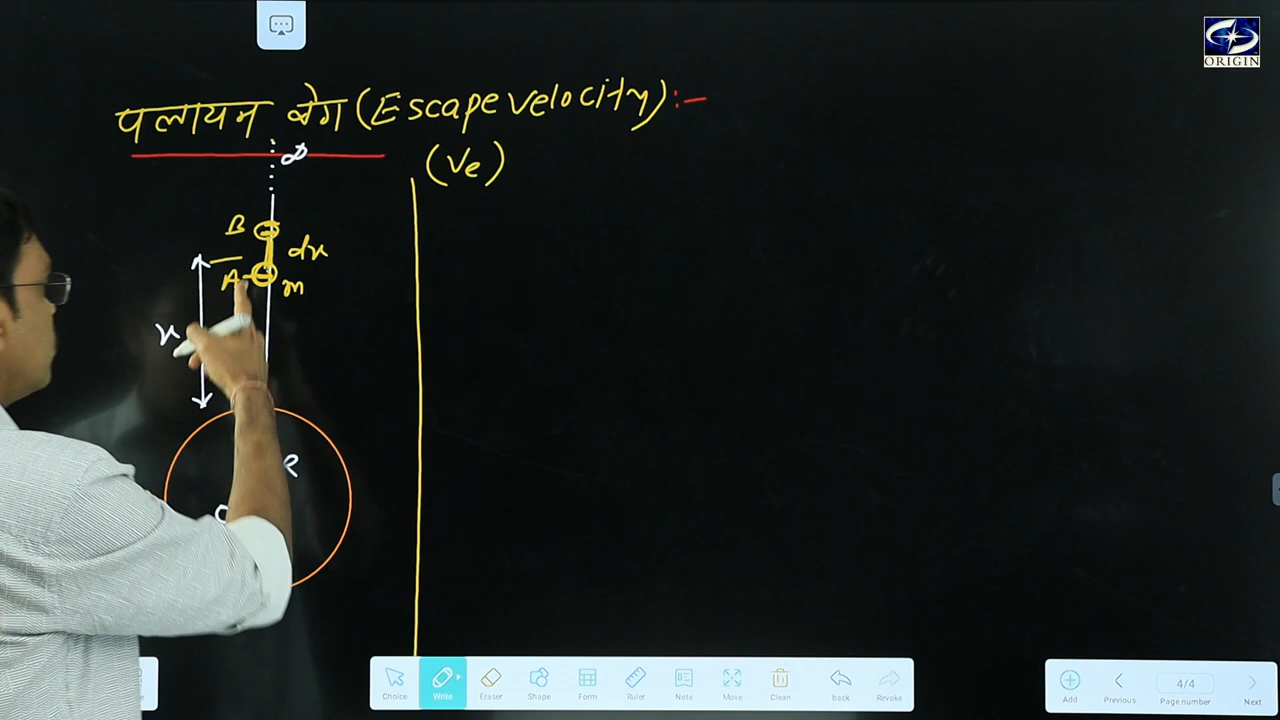 ORIGIN
पलायन वेग (Escape velocity) :-
(Ve)
∞
B
dx
A
m
x
R
Choice
Write
Eraser
Shape
Form
Ruler
Note
Move
Clean
back
Revoke
Add
Previous
4/4
Page number
Next